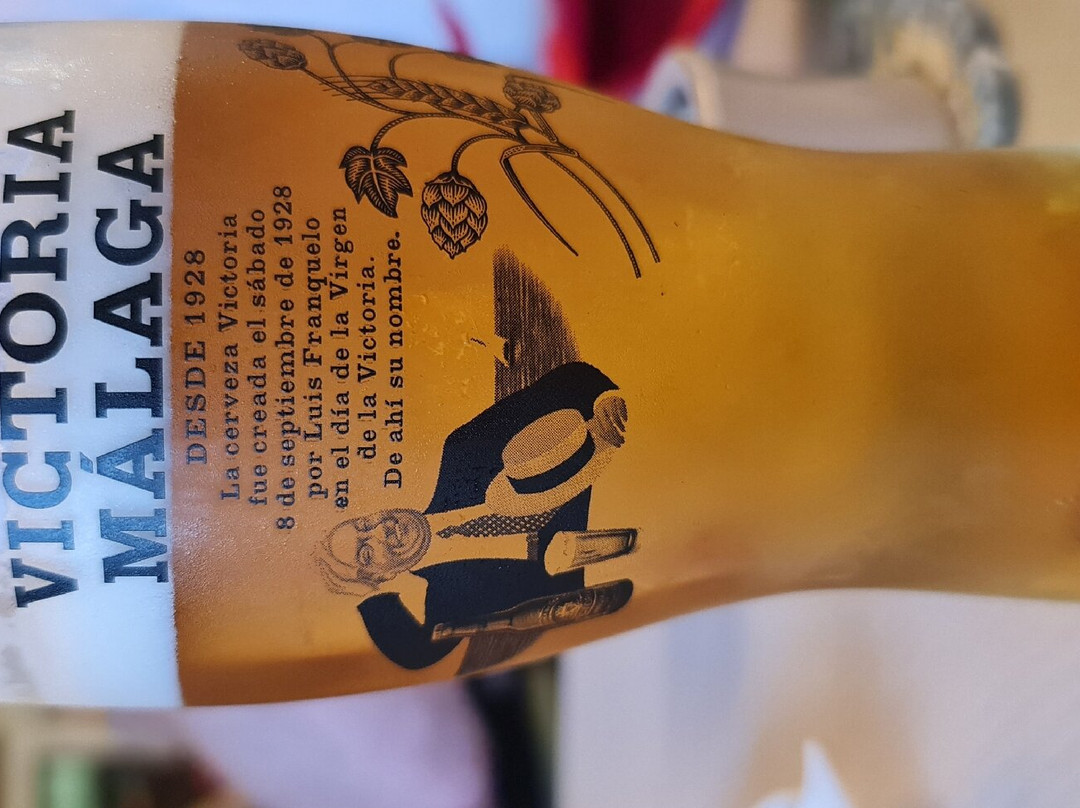 VICTORIA
MÁLAGA
DESDE 1928
La cerveza Victoria
fue creada el sábado
8 de septiembre de 1928
por Luis Franquelo
en el día de la Virgen
de la Victoria.
De ahí su nombre.